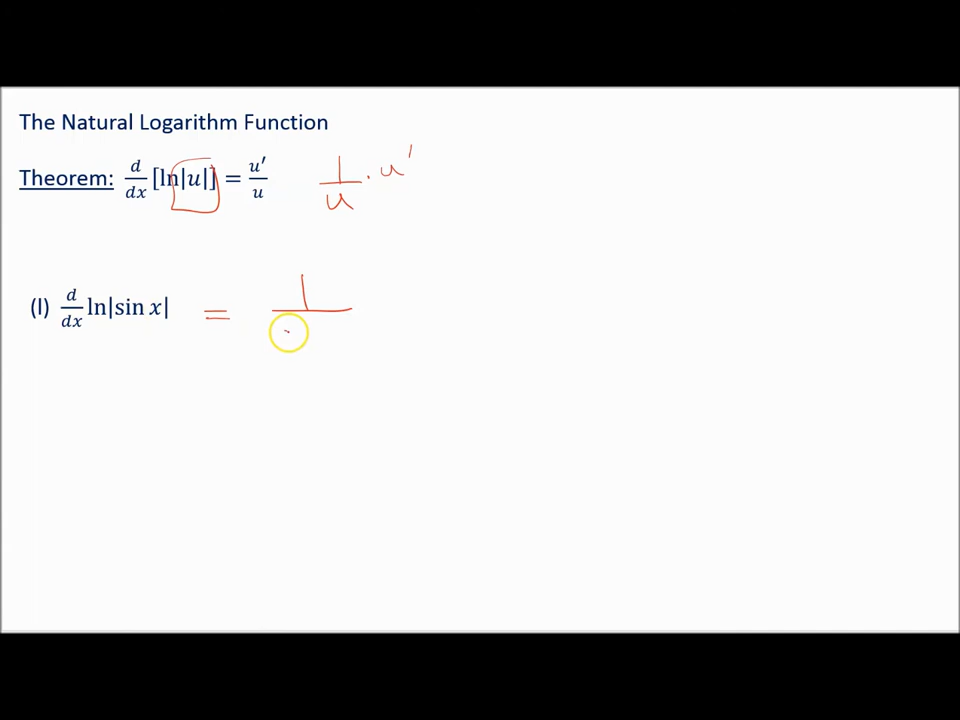 The Natural Logarithm Function
Theorem: d/dx [ln|u|] = u′/u 1/u · u′
(l) d/dx ln|sin x| = 1/